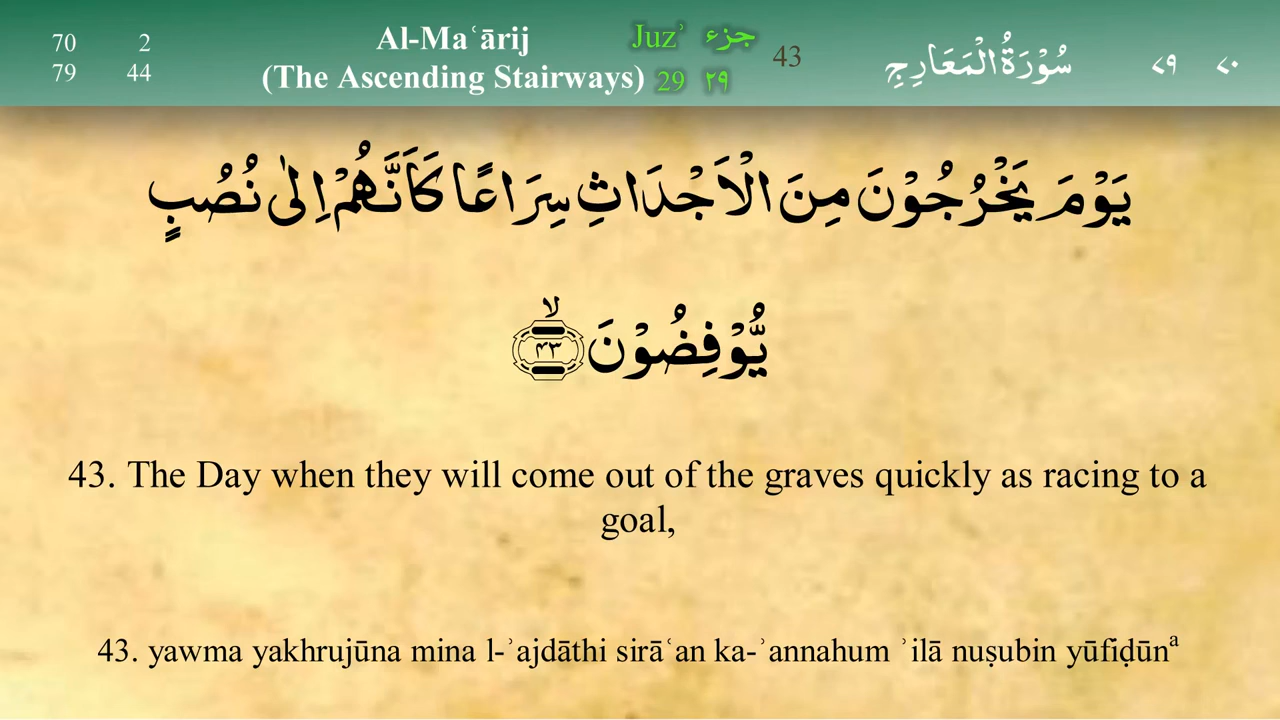 70 2 Al-Maʿārij Juzʾ جزء 43 سُوْرَةُ الْمَعَارِجِ ٧٩ ٧٠
79 44 (The Ascending Stairways) 29 ٢٩
يَوْمَ يَخْرُجُوْنَ مِنَ الْاَجْدَاثِ سِرَاعًا كَاَنَّهُمْ اِلٰى نُصُبٍ
يُّوْفِضُوْنَ ۙ ۴۳
43. The Day when they will come out of the graves quickly as racing to a
goal,
43. yawma yakhrujūna mina l-ʾajdāthi sirāʿan ka-ʾannahum ʾilā nuṣubin yūfiḍūnᵃ